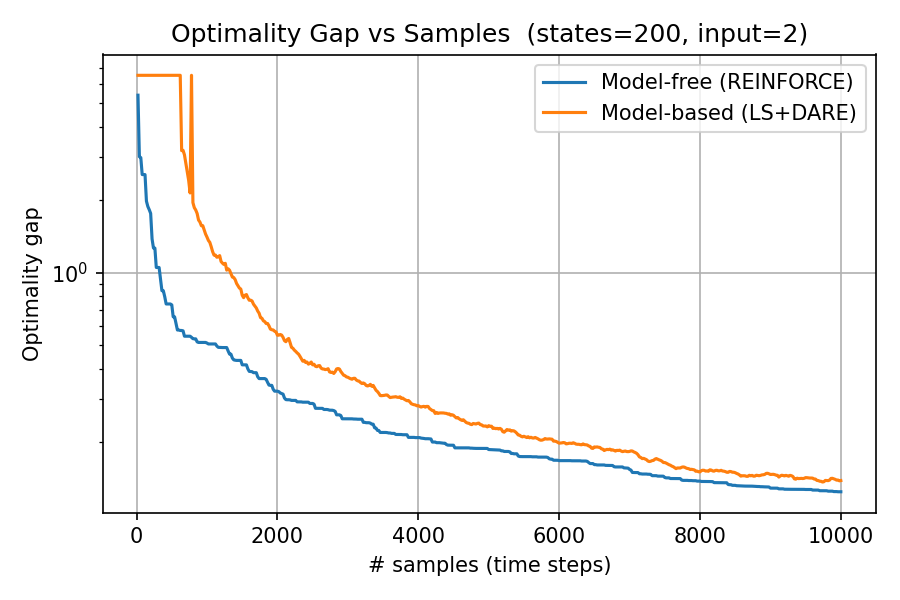 Optimality Gap vs Samples (states=200, input=2)
Model-free (REINFORCE)
Model-based (LS+DARE)
Optimality gap
10⁰
0
2000
4000
6000
8000
10000
# samples (time steps)